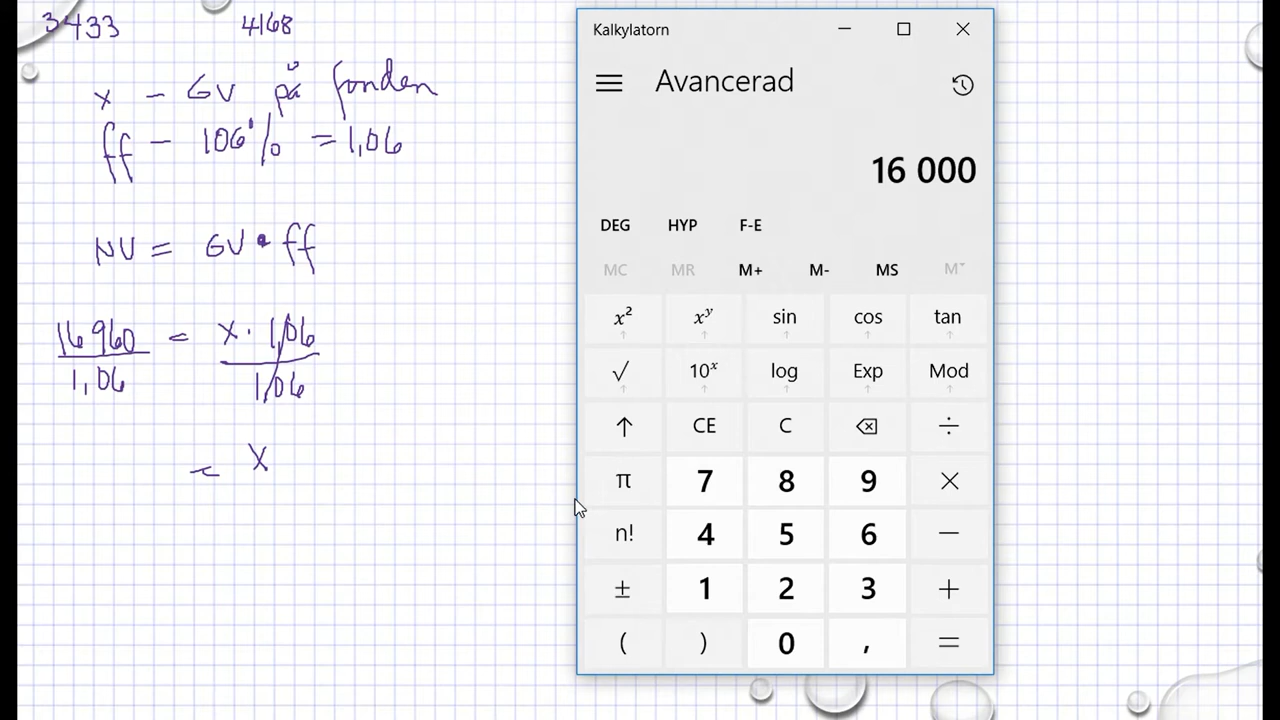 3433 4168
x - GV på fonden
ff - 106% = 1,06
NV = GV • ff
16 960 = x · 1,06
1,06 1,06
= x
Kalkylatorn
Avancerad
16 000
DEG HYP F-E
MC MR M+ M- MS M˅
x² xʸ sin cos tan
√ 10ˣ log Exp Mod
↑ CE C ⌫ ÷
π 7 8 9 ×
n! 4 5 6 −
± 1 2 3 +
( ) 0 , =